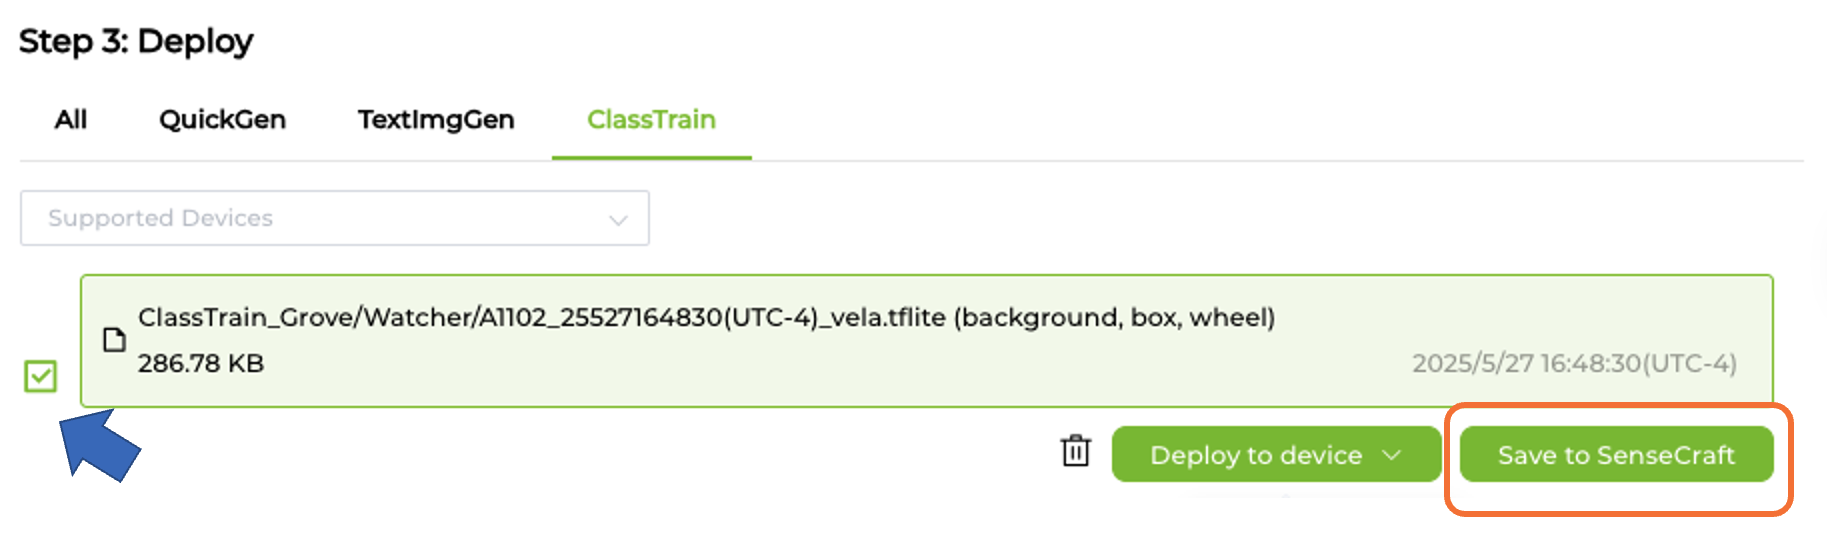 Step 3: Deploy
All QuickGen TextImgGen ClassTrain
Supported Devices
ClassTrain_Grove/Watcher/A1102_25527164830(UTC-4)_vela.tflite (background, box, wheel)
286.78 KB 2025/5/27 16:48:30(UTC-4)
Deploy to device Save to SenseCraft